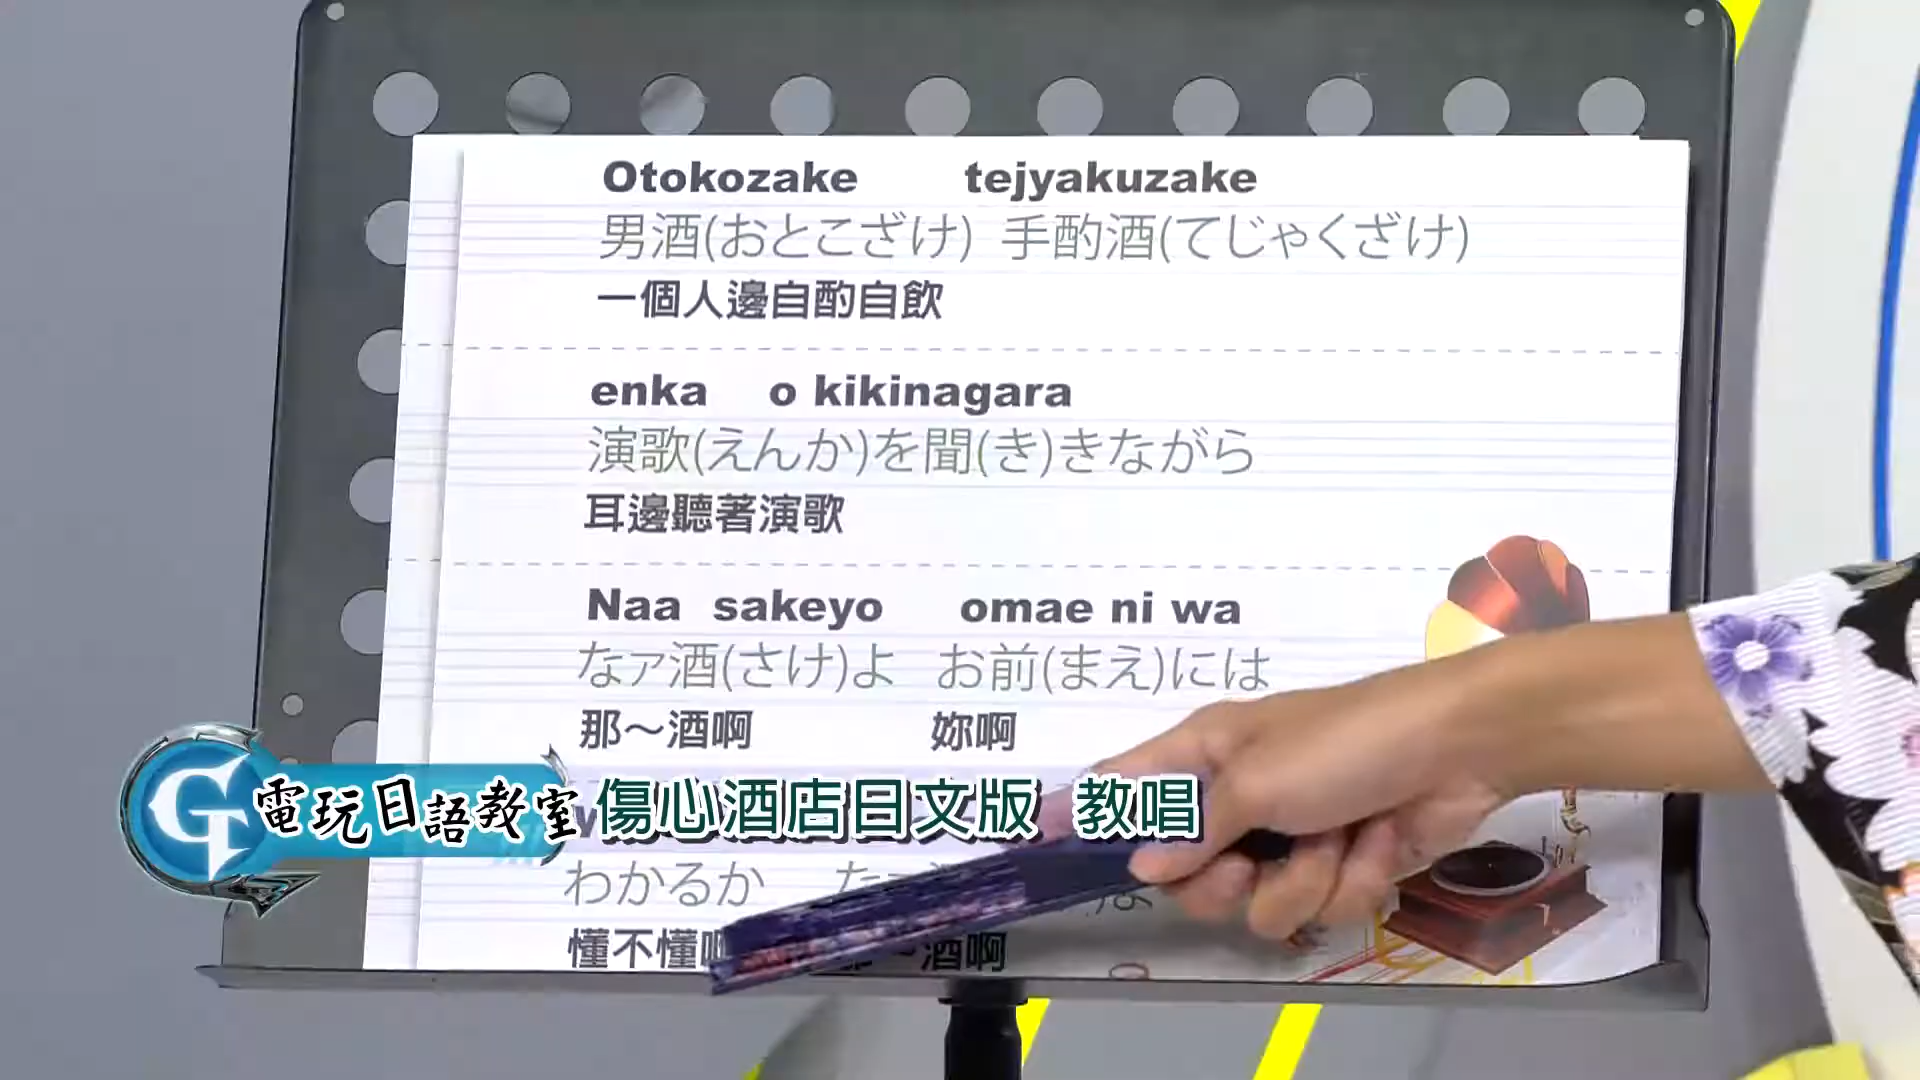 Otokozake tejyakuzake
男酒(おとこざけ) 手酌酒(てじゃくざけ)
一個人邊自酌自飲
enka o kikinagara
演歌(えんか)を聞(き)きながら
耳邊聽著演歌
Naa sakeyo omae ni wa
なァ酒(さけ)よ お前(まえ)には
那～酒啊 妳啊
電玩日語教室 傷心酒店日文版 教唱
わかるか
懂不懂 酒啊